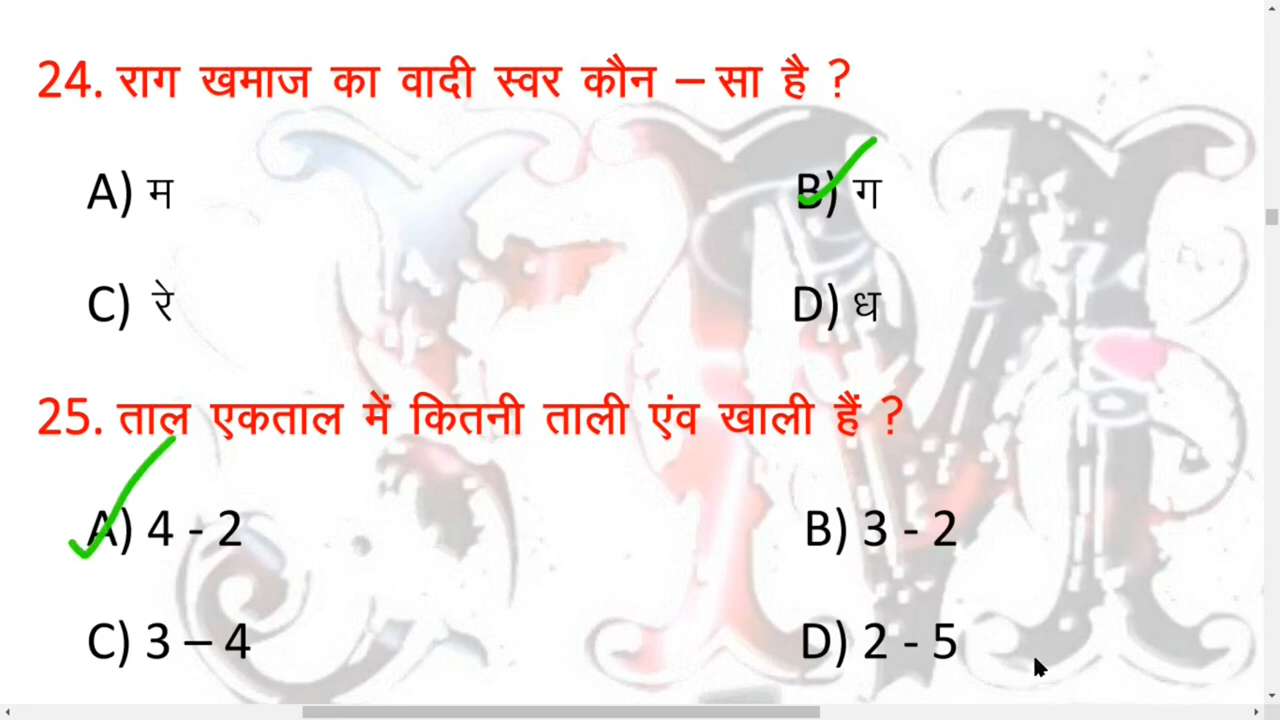 24. राग खमाज का वादी स्वर कौन – सा है ?
A) म
B) ग
C) रे
D) ध
25. ताल एकताल में कितनी ताली एंव खाली हैं ?
A) 4 - 2
B) 3 - 2
C) 3 – 4
D) 2 - 5